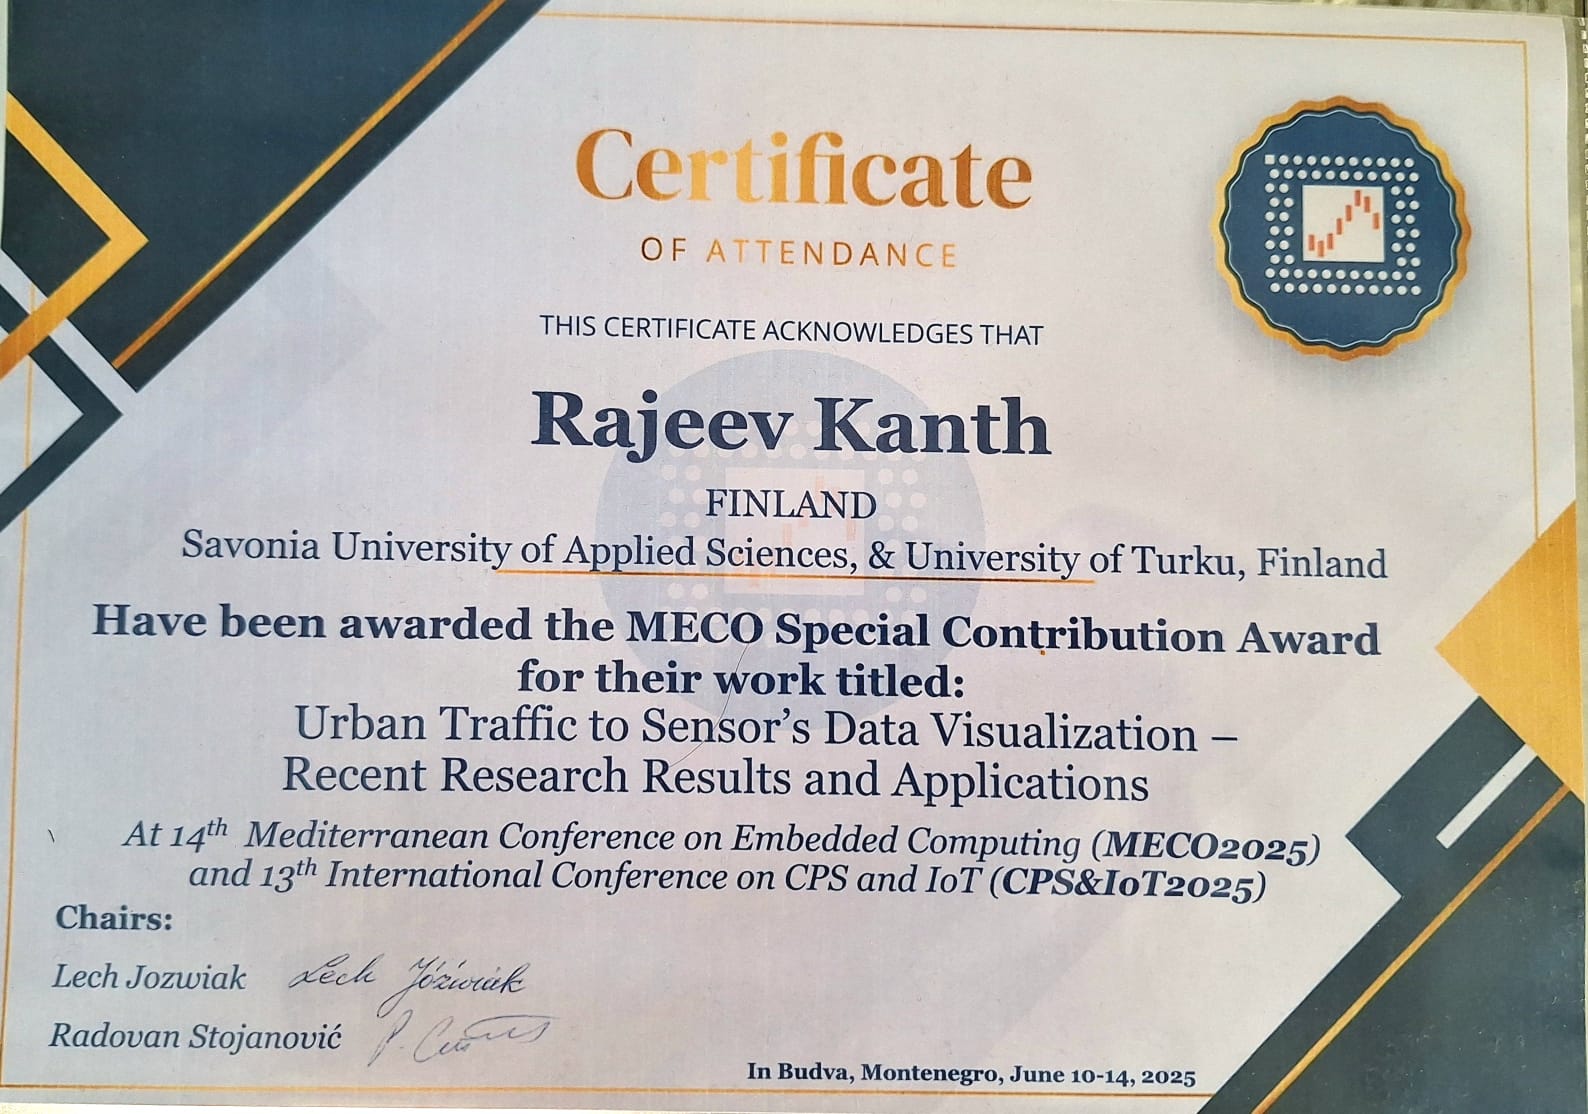 Certificate
OF ATTENDANCE
THIS CERTIFICATE ACKNOWLEDGES THAT
Rajeev Kanth
FINLAND
Savonia University of Applied Sciences, & University of Turku, Finland
Have been awarded the MECO Special Contribution Award
for their work titled:
Urban Traffic to Sensor’s Data Visualization –
Recent Research Results and Applications
At 14th Mediterranean Conference on Embedded Computing (MECO2025)
and 13th International Conference on CPS and IoT (CPS&IoT2025)
Chairs:
Lech Jozwiak Lech Jóźwiak
Radovan Stojanović
In Budva, Montenegro, June 10-14, 2025